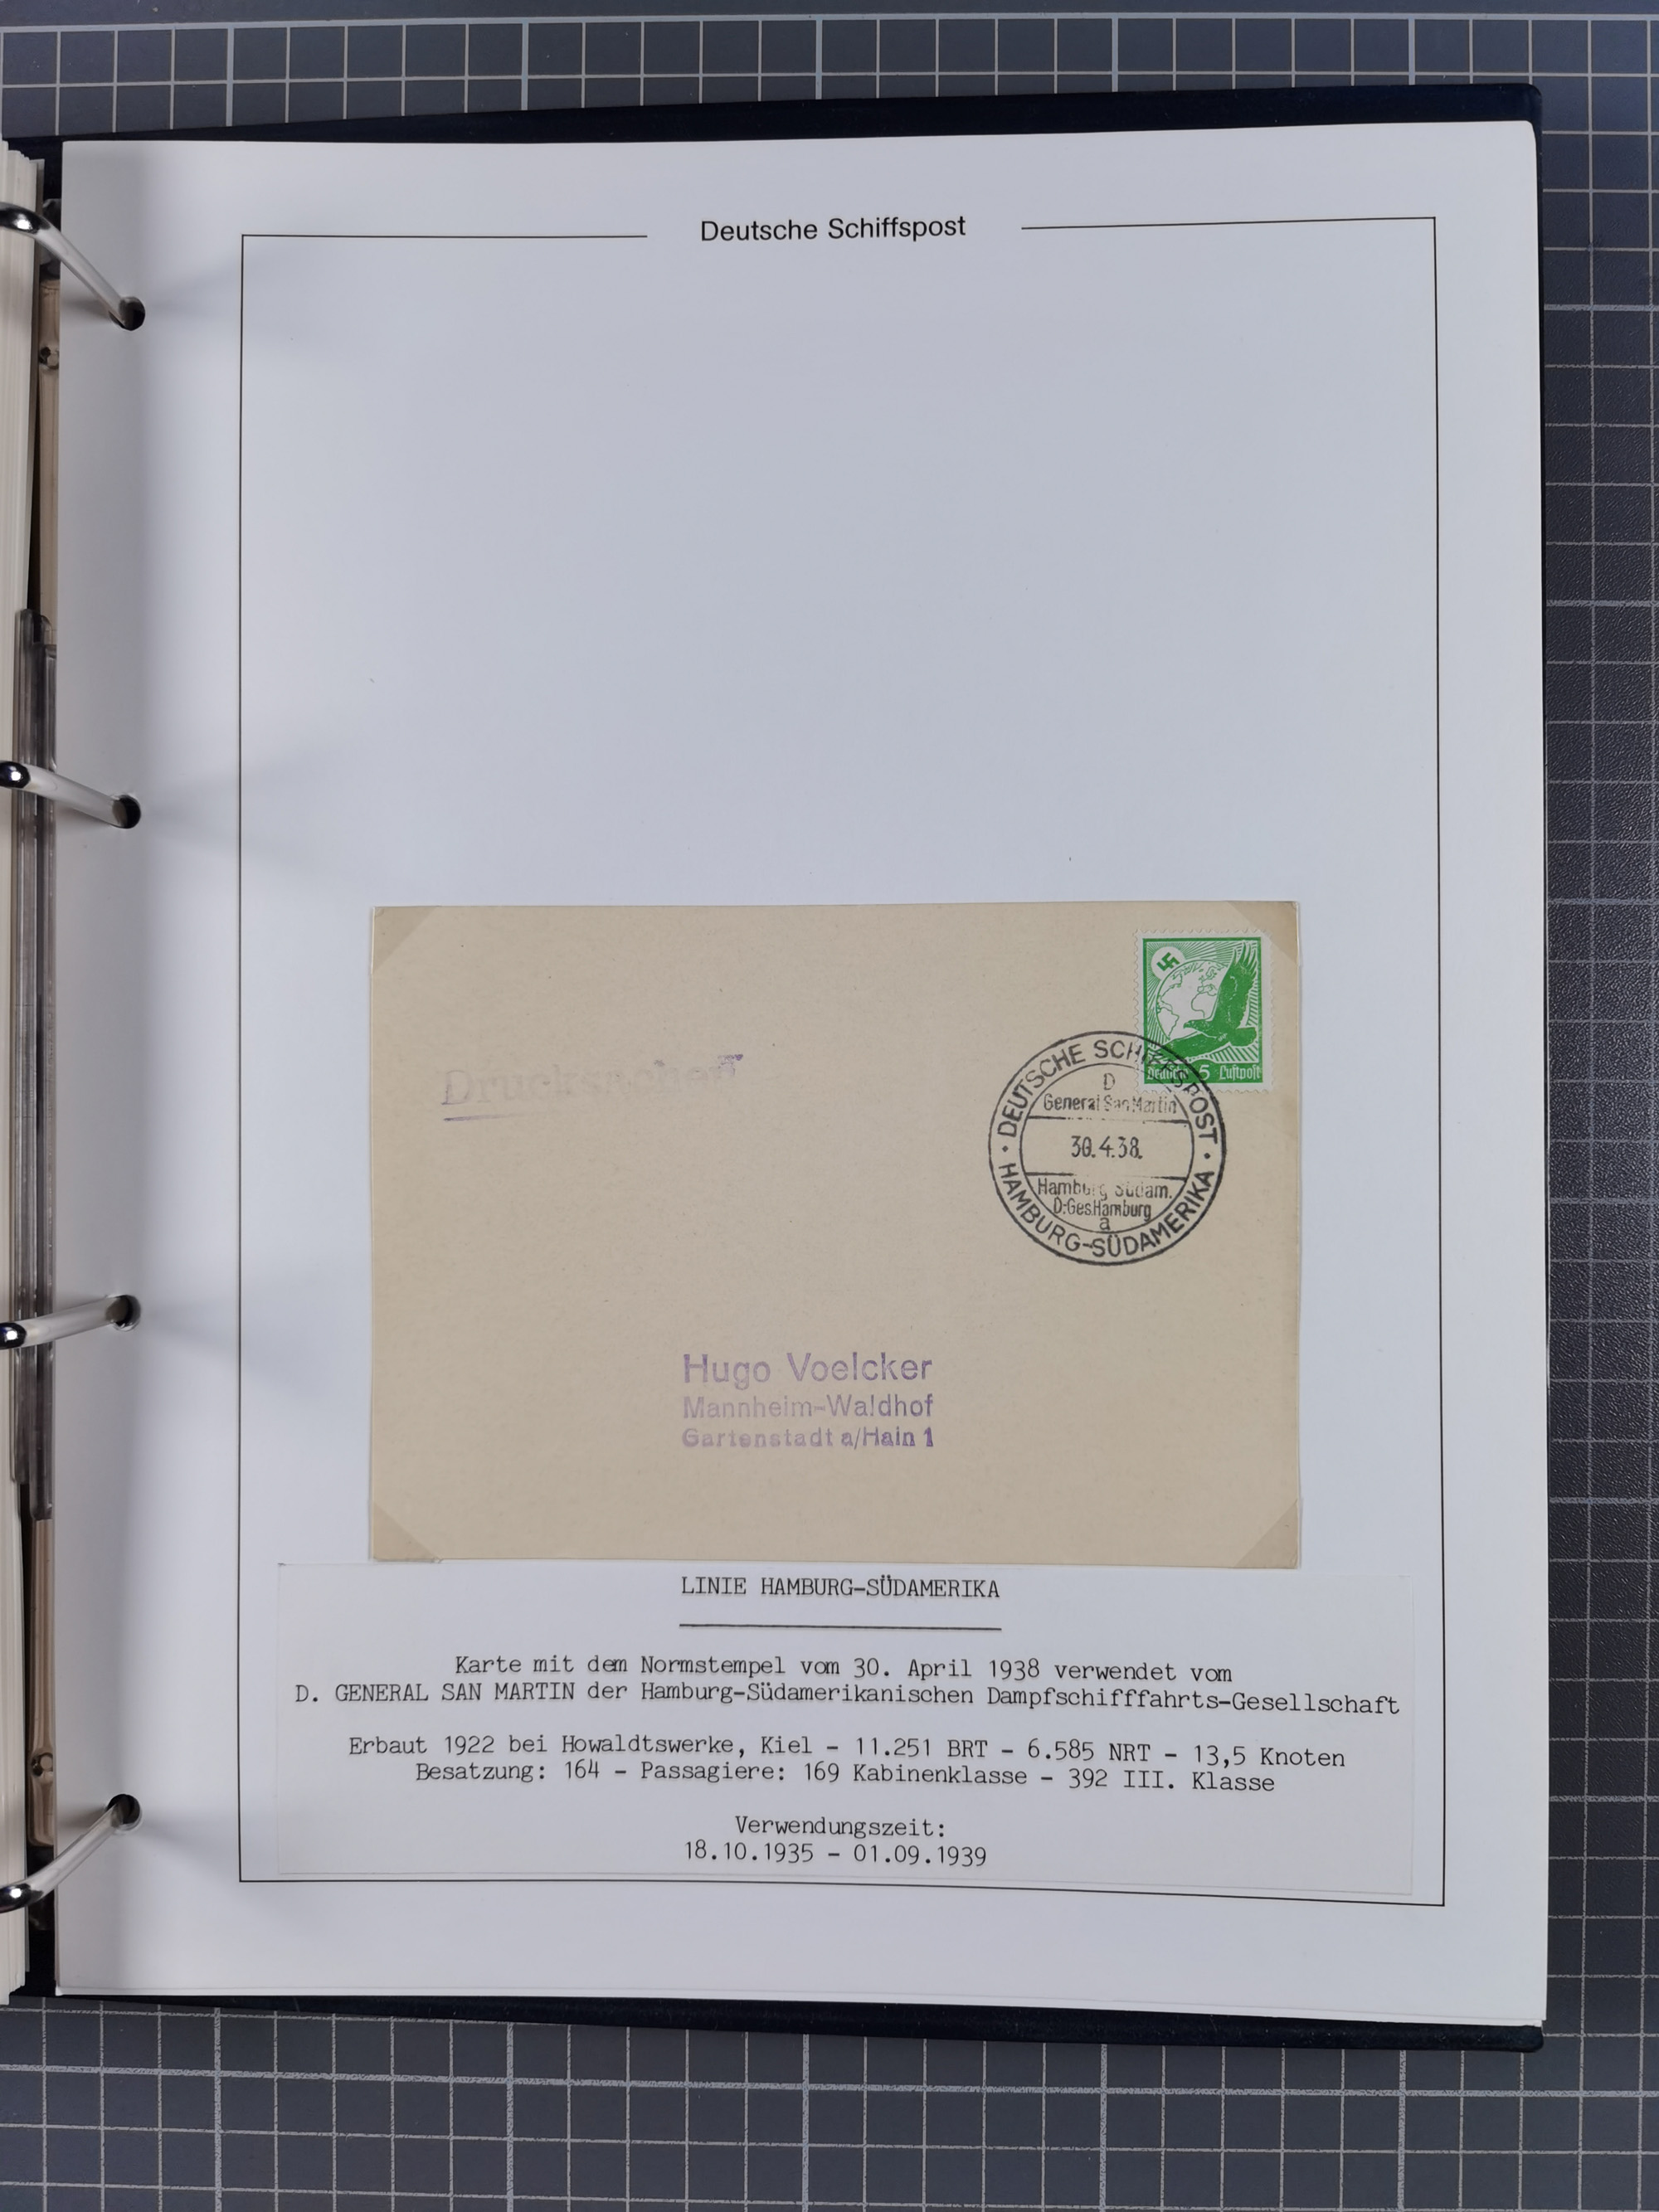 Deutsche Schiffspost
Drucksachen
5 Luftpost
DEUTSCHE SCHIFFSPOST
D
General San Martin
30.4.38.
Hamburg Südam.
D.Ges.Hamburg
a
HAMBURG-SÜDAMERIKA
Hugo Voelcker
Mannheim-Waldhof
Gartenstadt a/Hain 1
LINIE HAMBURG-SÜDAMERIKA
Karte mit dem Normstempel vom 30. April 1938 verwendet vom
D. GENERAL SAN MARTIN der Hamburg-Südamerikanischen Dampfschifffahrts-Gesellschaft
Erbaut 1922 bei Howaldtswerke, Kiel - 11.251 BRT - 6.585 NRT - 13,5 Knoten
Besatzung: 164 - Passagiere: 169 Kabinenklasse - 392 III. Klasse
Verwendungszeit:
18.10.1935 - 01.09.1939